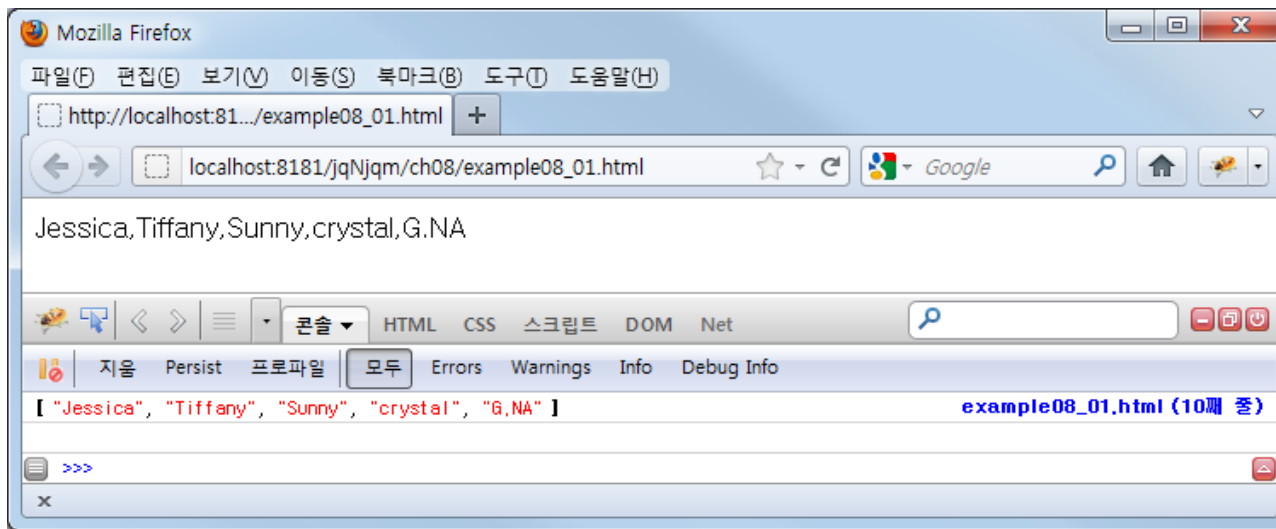 Mozilla Firefox
파일(F) 편집(E) 보기(V) 이동(S) 북마크(B) 도구(T) 도움말(H)
http://localhost:81.../example08_01.html +
localhost:8181/jqNjqm/ch08/example08_01.html Google
Jessica,Tiffany,Sunny,crystal,G.NA
콘솔 HTML CSS 스크립트 DOM Net
지움 Persist 프로파일 모두 Errors Warnings Info Debug Info
[ "Jessica", "Tiffany", "Sunny", "crystal", "G.NA" ] example08_01.html (10째 줄)
>>>
x